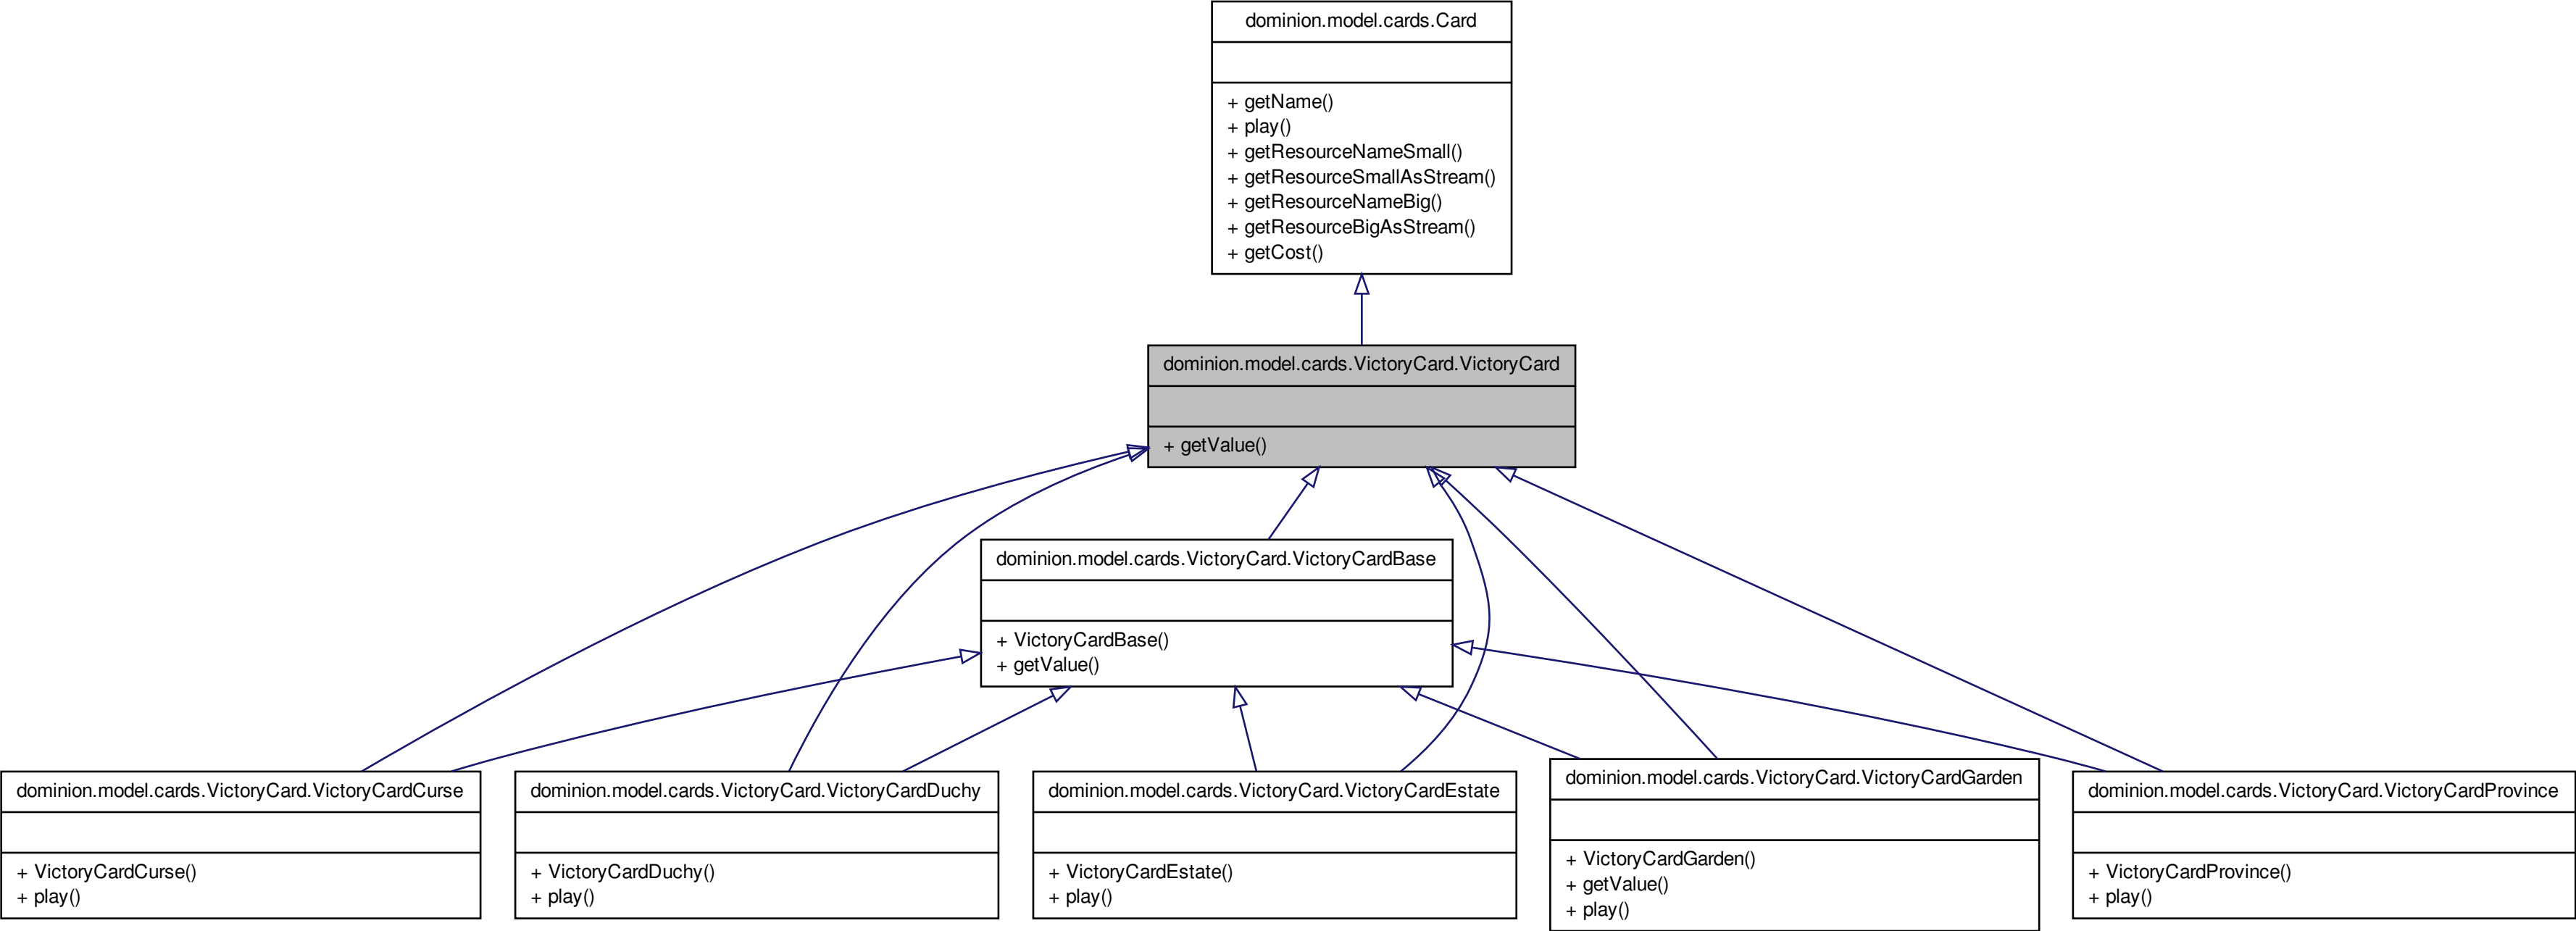 dominion.model.cards.Card
+ getName()
+ play()
+ getResourceNameSmall()
+ getResourceSmallAsStream()
+ getResourceNameBig()
+ getResourceBigAsStream()
+ getCost()
dominion.model.cards.VictoryCard.VictoryCard
+ getValue()
dominion.model.cards.VictoryCard.VictoryCardBase
+ VictoryCardBase()
+ getValue()
dominion.model.cards.VictoryCard.VictoryCardCurse
+ VictoryCardCurse()
+ play()
dominion.model.cards.VictoryCard.VictoryCardDuchy
+ VictoryCardDuchy()
+ play()
dominion.model.cards.VictoryCard.VictoryCardEstate
+ VictoryCardEstate()
+ play()
dominion.model.cards.VictoryCard.VictoryCardGarden
+ VictoryCardGarden()
+ getValue()
+ play()
dominion.model.cards.VictoryCard.VictoryCardProvince
+ VictoryCardProvince()
+ play()